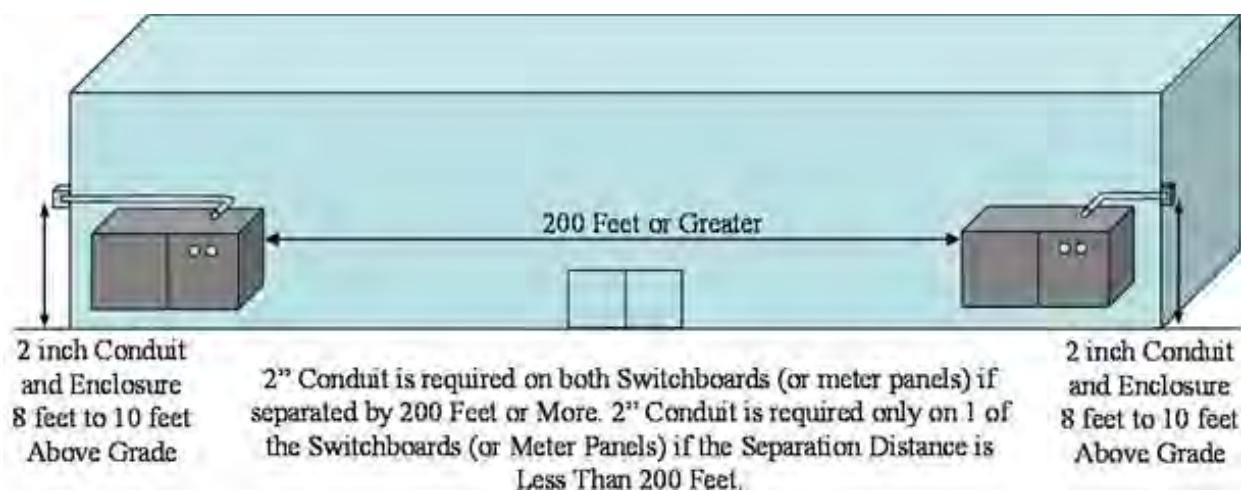 200 Feet or Greater
2 inch Conduit
and Enclosure
8 feet to 10 feet
Above Grade
2” Conduit is required on both Switchboards (or meter panels) if
separated by 200 Feet or More. 2” Conduit is required only on 1 of
the Switchboards (or Meter Panels) if the Separation Distance is
Less Than 200 Feet.
2 inch Conduit
and Enclosure
8 feet to 10 feet
Above Grade